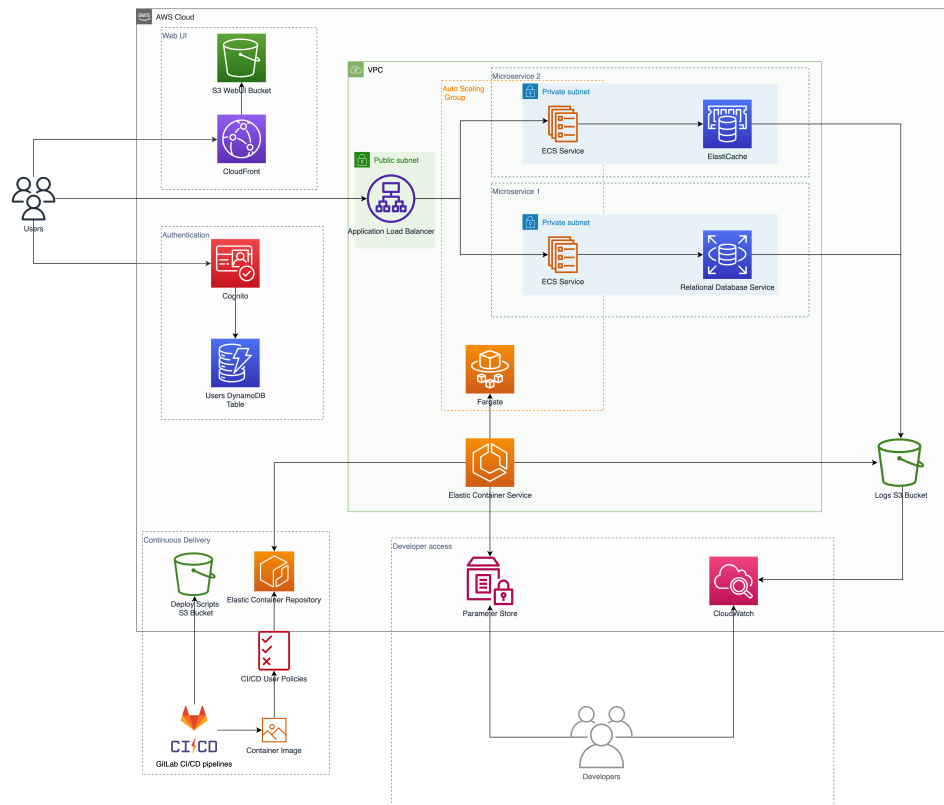 aws
AWS Cloud
Web UI
S3 WebUI Bucket
CloudFront
VPC
Auto Scaling
Group
Microservice 2
Private subnet
ECS Service
ElastiCache
Public subnet
Application Load Balancer
Microservice 1
Private subnet
ECS Service
Relational Database Service
Users
Authentication
Cognito
Users DynamoDB
Table
Fargate
Elastic Container Service
Logs S3 Bucket
Continuous Delivery
Deploy Scripts
S3 Bucket
Elastic Container Repository
Developer access
Parameter Store
CloudWatch
CI/CD User Policies
CI/CD
GitLab CI/CD pipelines
Container Image
Developers